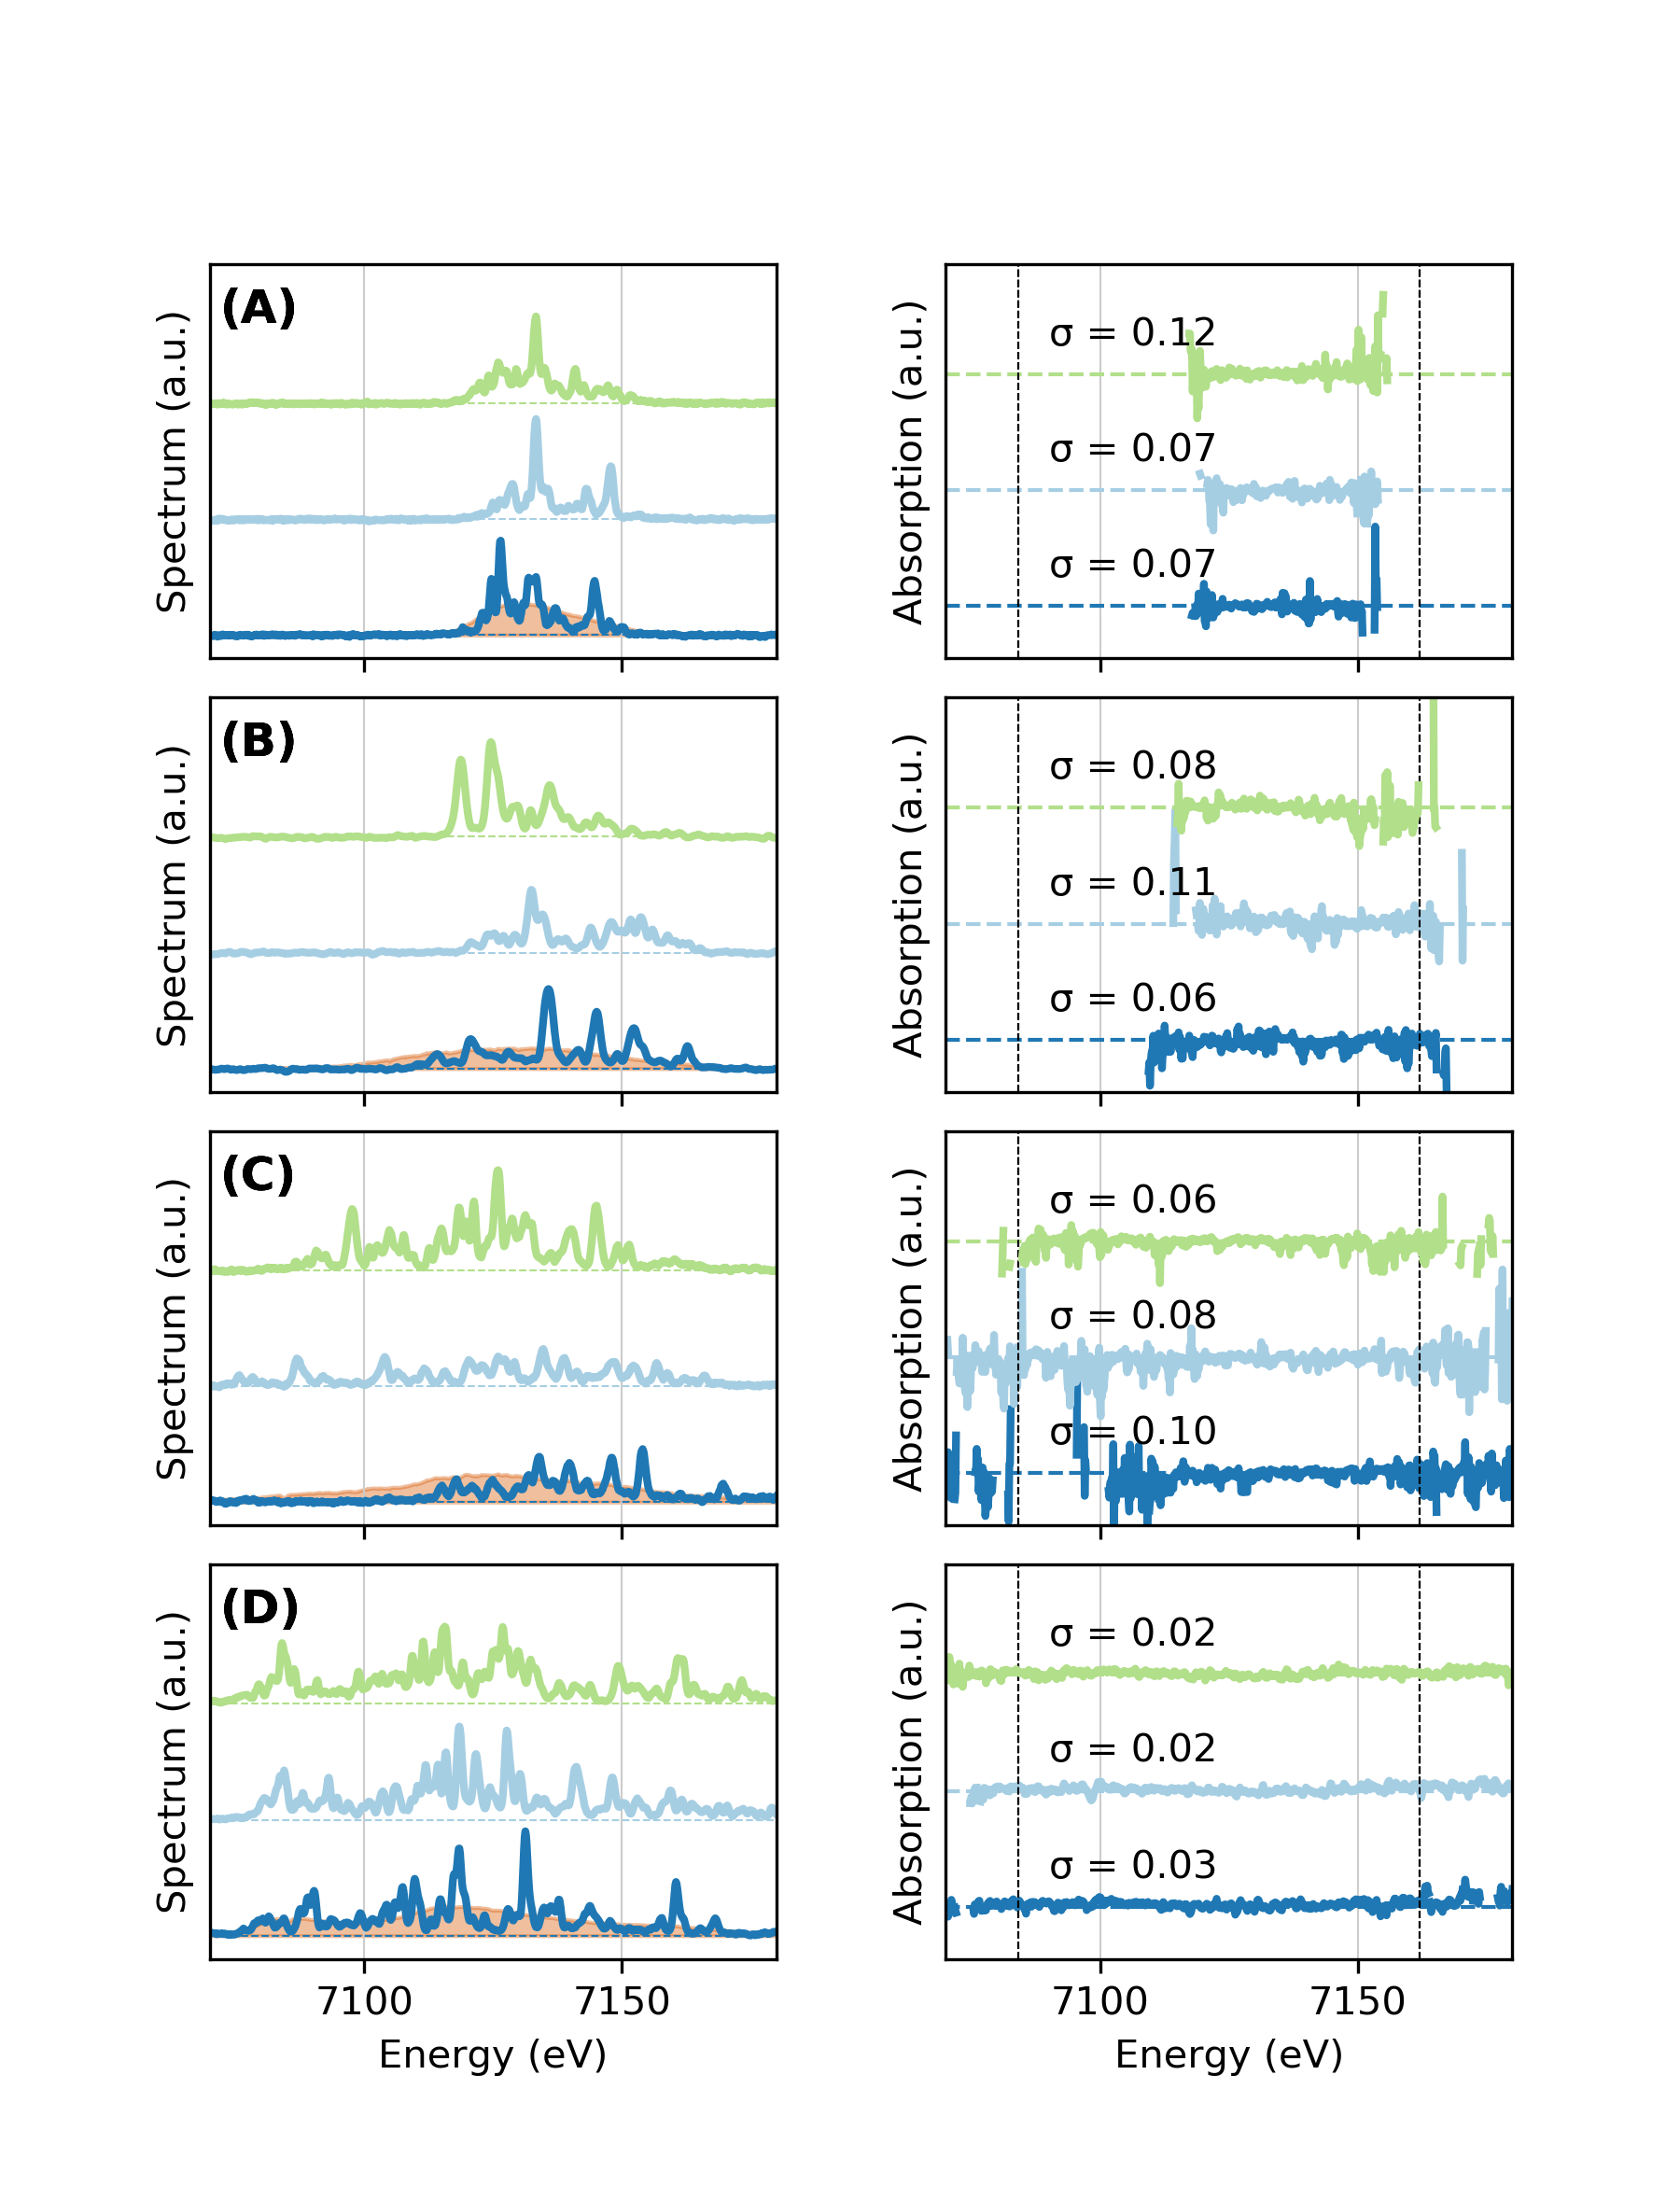 (A)
Spectrum (a.u.)
Absorption (a.u.)
σ = 0.12
σ = 0.07
σ = 0.07
(B)
Spectrum (a.u.)
Absorption (a.u.)
σ = 0.08
σ = 0.11
σ = 0.06
(C)
Spectrum (a.u.)
Absorption (a.u.)
σ = 0.06
σ = 0.08
σ = 0.10
(D)
Spectrum (a.u.)
7100 7150
Energy (eV)
Absorption (a.u.)
σ = 0.02
σ = 0.02
σ = 0.03
7100 7150
Energy (eV)